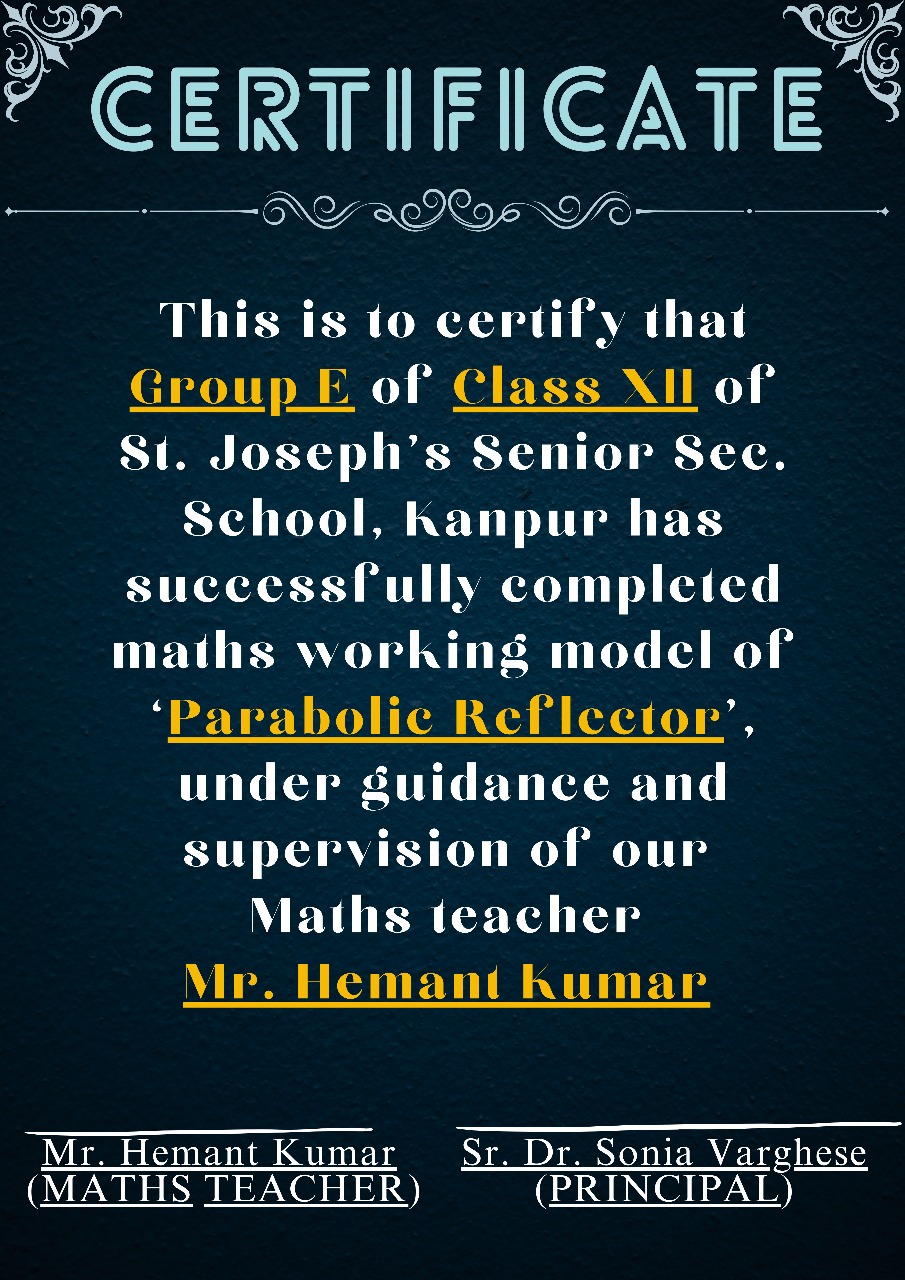 CERTIFICATE
This is to certify that
Group E of Class XII of
St. Joseph's Senior Sec.
School, Kanpur has
successfully completed
maths working model of
‘Parabolic Reflector’,
under guidance and
supervision of our
Maths teacher
Mr. Hemant Kumar
Mr. Hemant Kumar
(MATHS TEACHER)
Sr. Dr. Sonia Varghese
(PRINCIPAL)